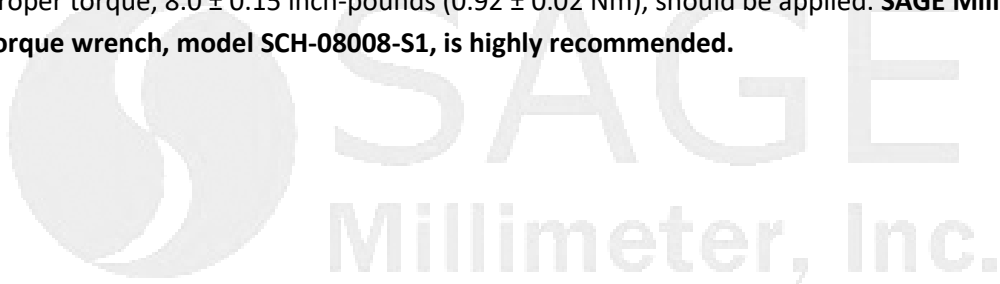 roper torque, 8.0 ± 0.15 inch-pounds (0.92 ± 0.02 Nm), should be applied. SAGE Mill
orque wrench, model SCH-08008-S1, is highly recommended.
SAGE
Millimeter, Inc.